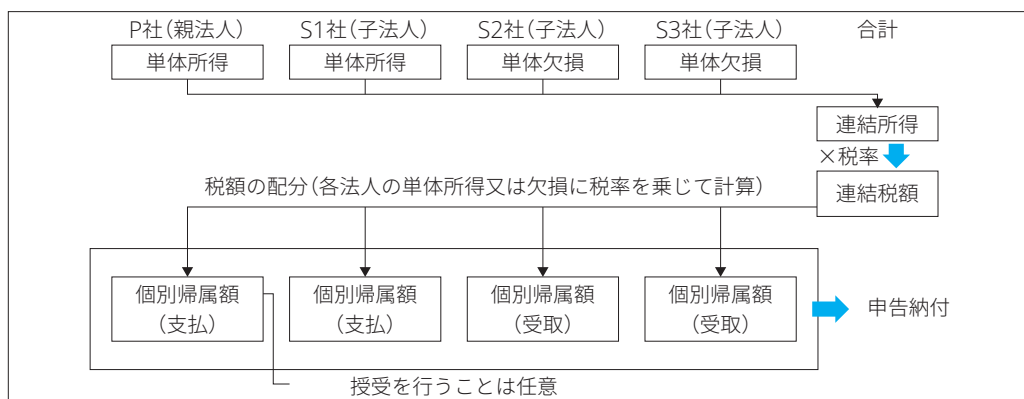 P社（親法人） S1社（子法人） S2社（子法人） S3社（子法人） 合計
単体所得 単体所得 単体欠損 単体欠損
連結所得
×税率
税額の配分（各法人の単体所得又は欠損に税率を乗じて計算）
連結税額
個別帰属額 個別帰属額 個別帰属額 個別帰属額
（支払） （支払） （受取） （受取）
申告納付
授受を行うことは任意